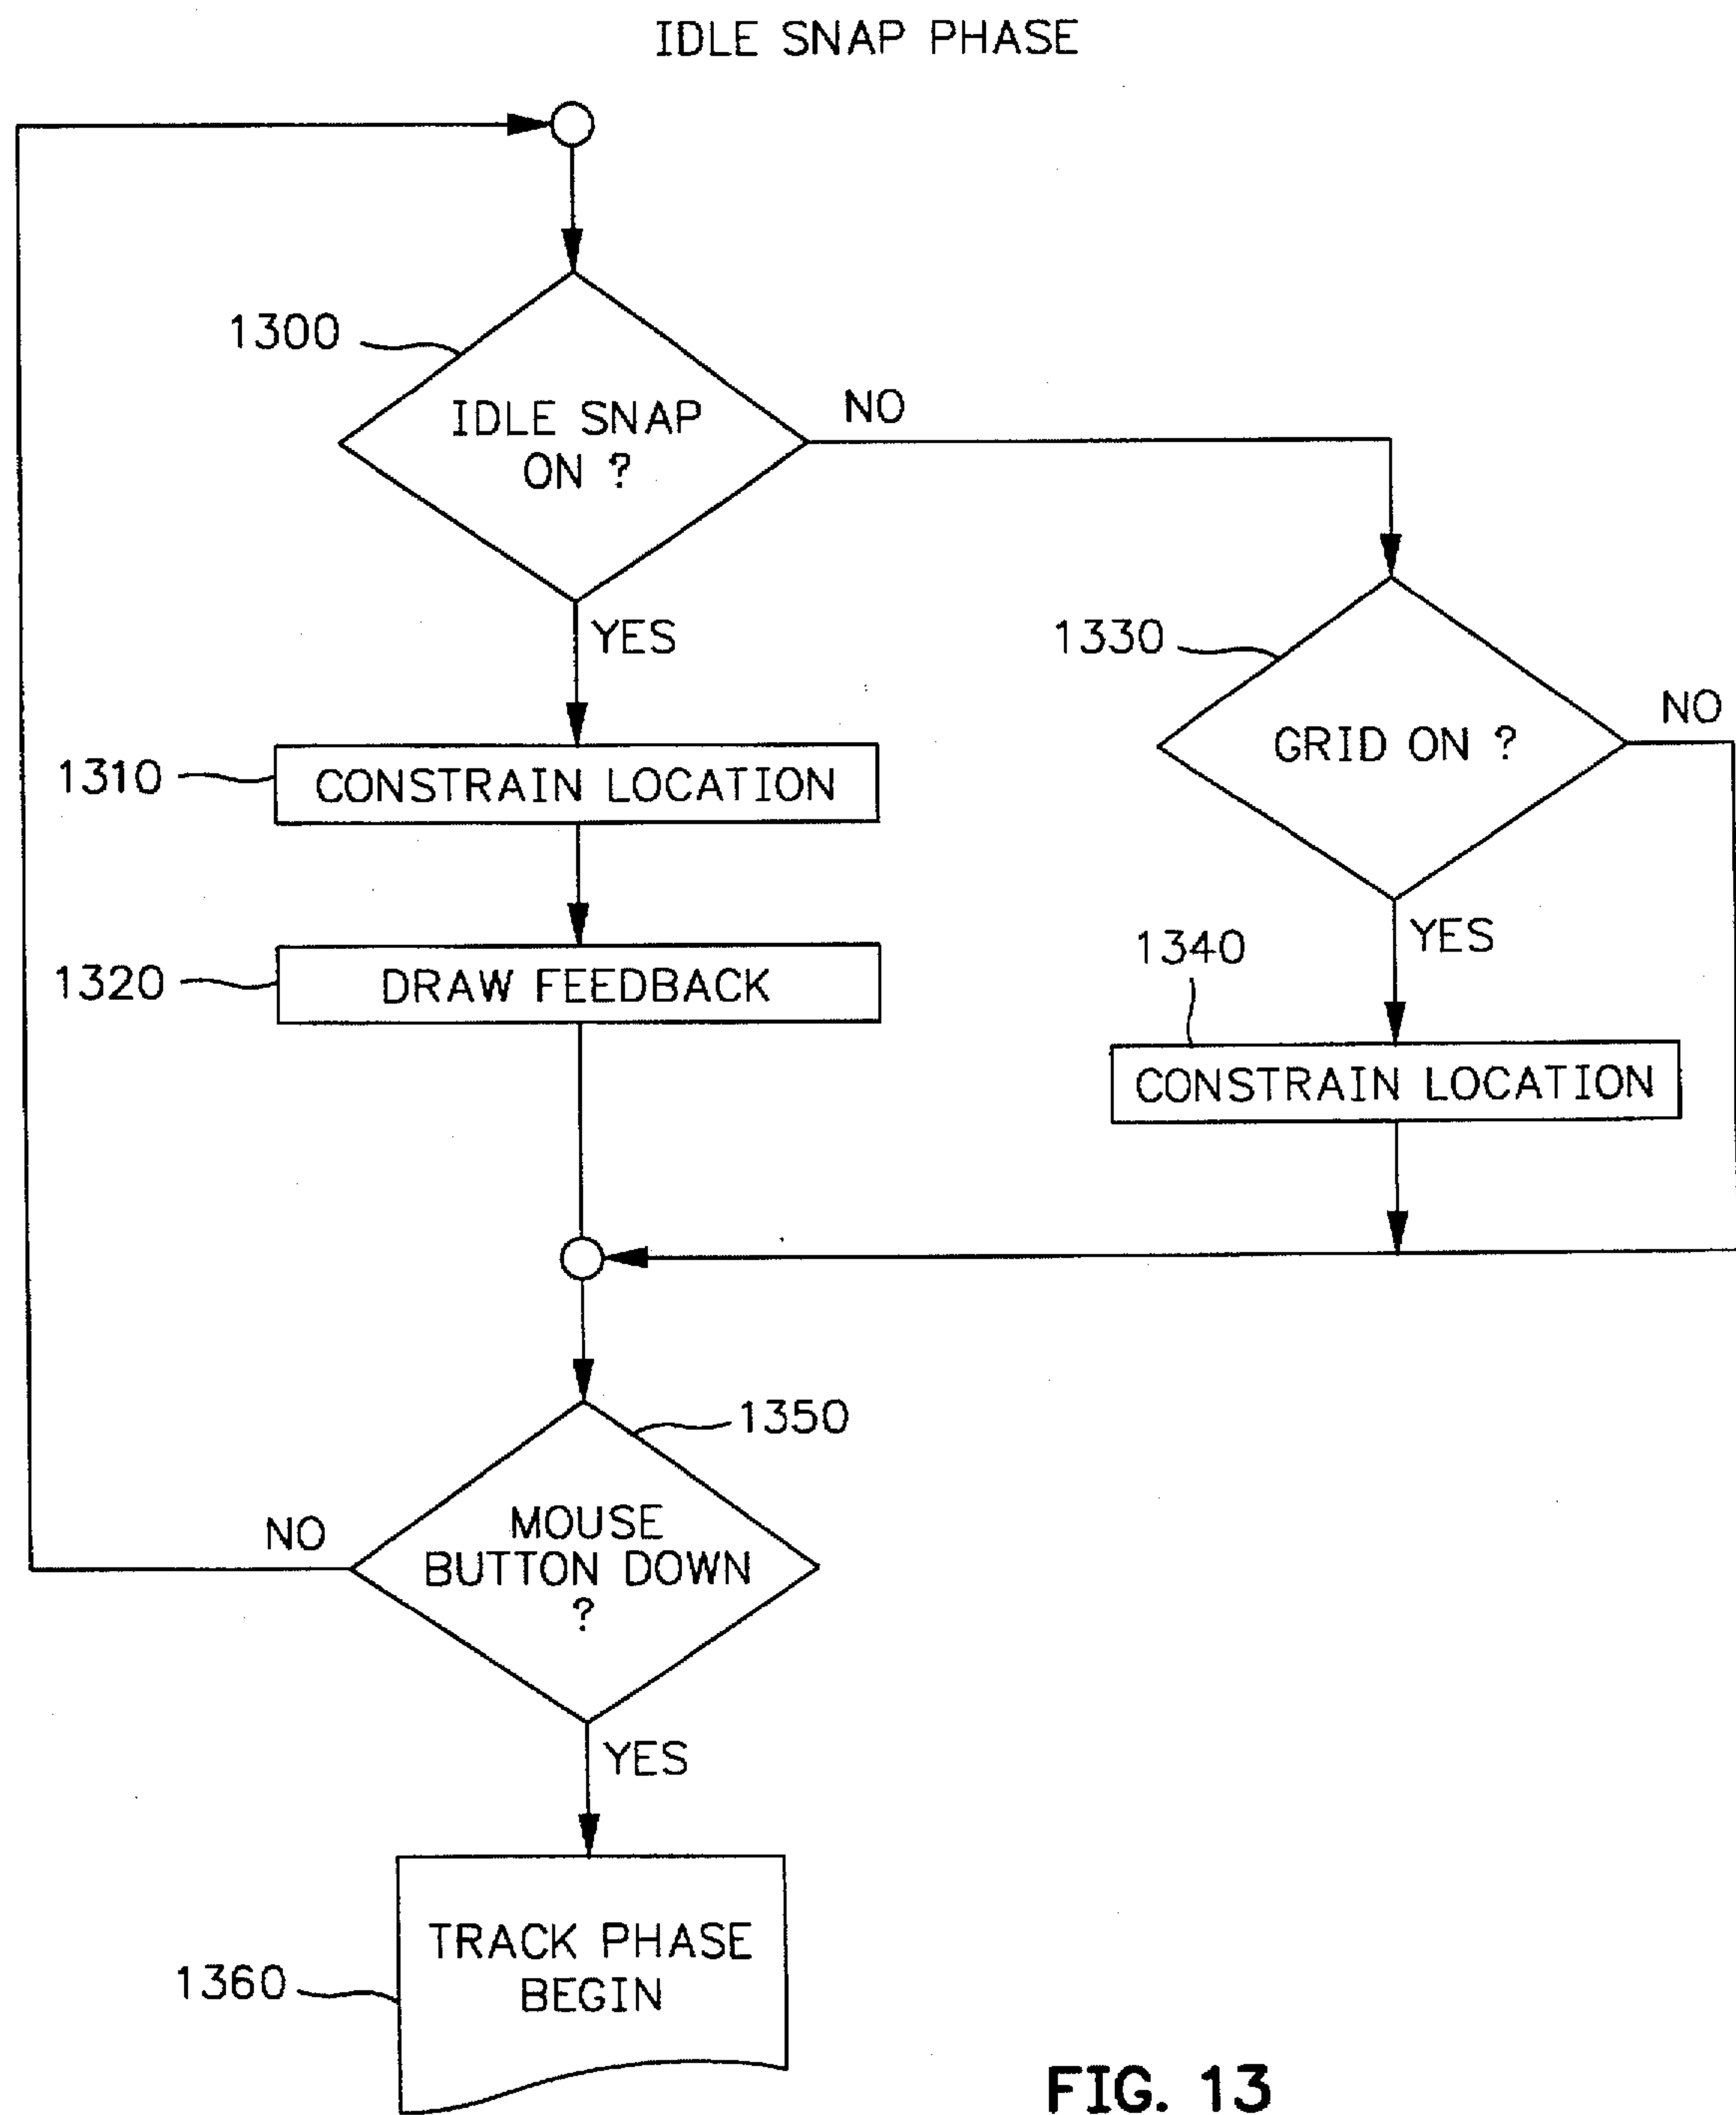 IDLE SNAP PHASE
1300
IDLE SNAP
ON ?
NO
YES
1330
GRID ON ?
NO
1310
CONSTRAIN LOCATION
YES
1340
1320
DRAW FEEDBACK
CONSTRAIN LOCATION
1350
MOUSE
BUTTON DOWN
?
NO
YES
TRACK PHASE
BEGIN
1360
FIG. 13